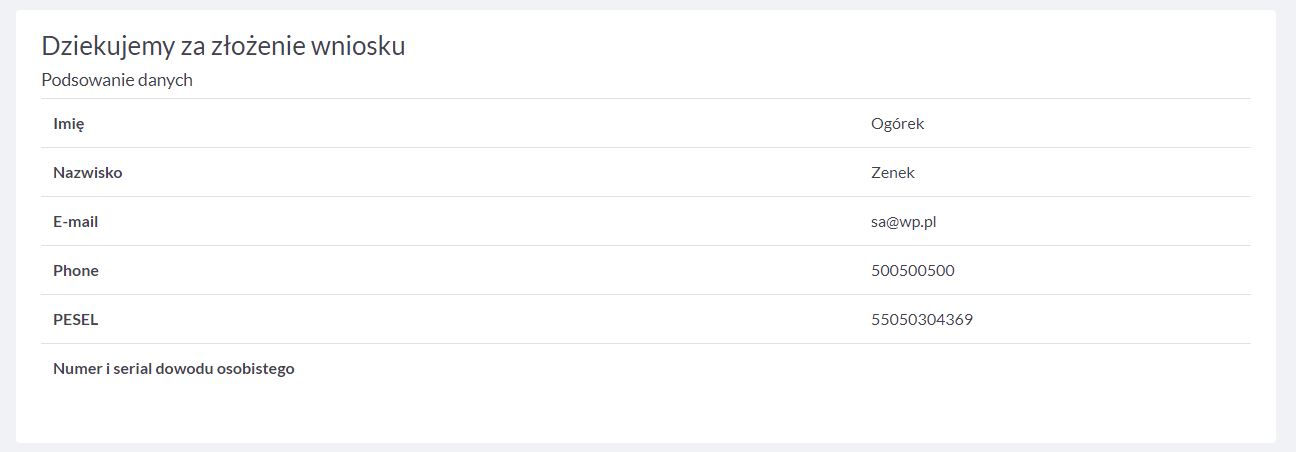 Dziekujemy za złożenie wniosku
Podsowanie danych
Imię Ogórek
Nazwisko Zenek
E-mail sa@wp.pl
Phone 500500500
PESEL 55050304369
Numer i serial dowodu osobistego